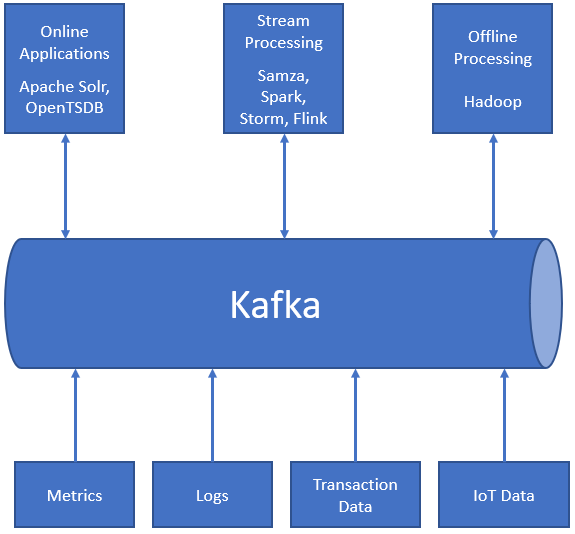 Online
Applications
Apache Solr,
OpenTSDB
Stream
Processing
Samza,
Spark,
Storm, Flink
Offline
Processing
Hadoop
Kafka
Metrics
Logs
Transaction
Data
IoT Data